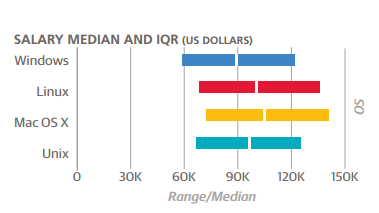 SALARY MEDIAN AND IQR (US DOLLARS)
Windows
Linux
Mac OS X
Unix
OS
0 30K 60K 90K 120K 150K
Range/Median